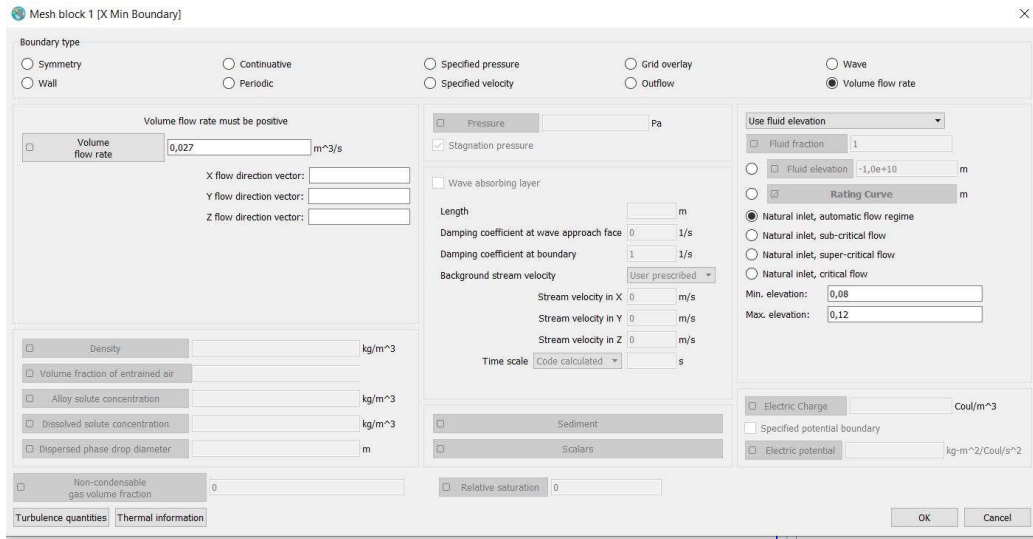 Mesh block 1 [X Min Boundary]
Boundary type
Symmetry
Continuative
Specified pressure
Grid overlay
Wave
Wall
Periodic
Specified velocity
Outflow
Volume flow rate
Volume flow rate must be positive
Volume
flow rate
0,027
m^3/s
X flow direction vector:
Y flow direction vector:
Z flow direction vector:
Density
kg/m^3
Volume fraction of entrained air
Alloy solute concentration
kg/m^3
Dissolved solute concentration
kg/m^3
Dispersed phase drop diameter
m
Pressure
Pa
Stagnation pressure
Wave absorbing layer
Length
m
Damping coefficient at wave approach face
0
1/s
Damping coefficient at boundary
1
1/s
Background stream velocity
User prescribed
Stream velocity in X
0
m/s
Stream velocity in Y
0
m/s
Stream velocity in Z
0
m/s
Time scale
Code calculated
s
Sediment
Scalars
Use fluid elevation
Fluid fraction
1
Fluid elevation
-1,0e+10
m
Rating Curve
m
Natural inlet, automatic flow regime
Natural inlet, sub-critical flow
Natural inlet, super-critical flow
Natural inlet, critical flow
Min. elevation:
0,08
Max. elevation:
0,12
Electric Charge
Coul/m^3
Specified potential boundary
Electric potential
kg-m^2/Coul/s^2
Non-condensable
gas volume fraction
0
Relative saturation
0
Turbulence quantities
Thermal information
OK
Cancel